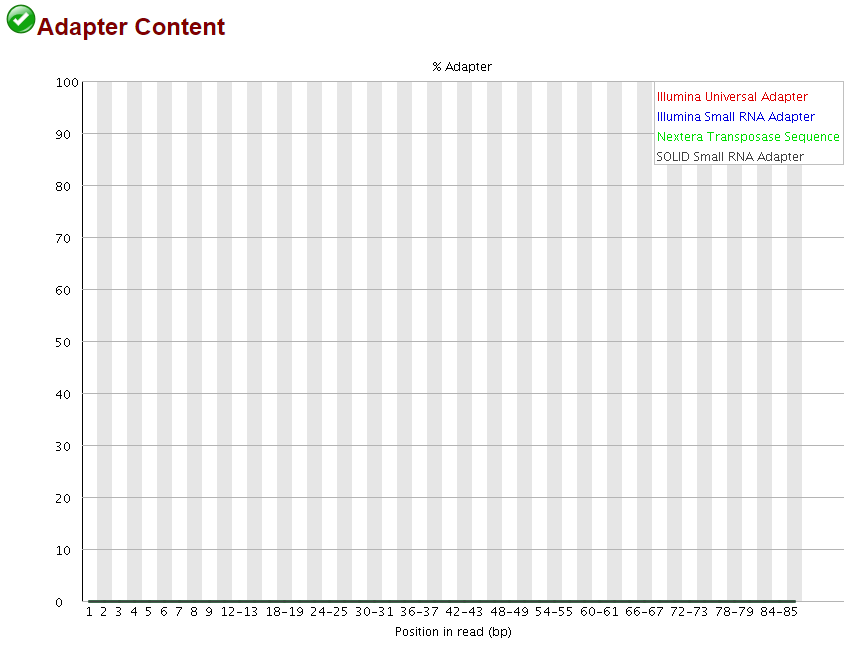 Adapter Content
% Adapter
Illumina Universal Adapter
Illumina Small RNA Adapter
Nextera Transposase Sequence
SOLID Small RNA Adapter
100
90
80
70
60
50
40
30
20
10
0
1 2 3 4 5 6 7 8 9 12-13 18-19 24-25 30-31 36-37 42-43 48-49 54-55 60-61 66-67 72-73 78-79 84-85
Position in read (bp)